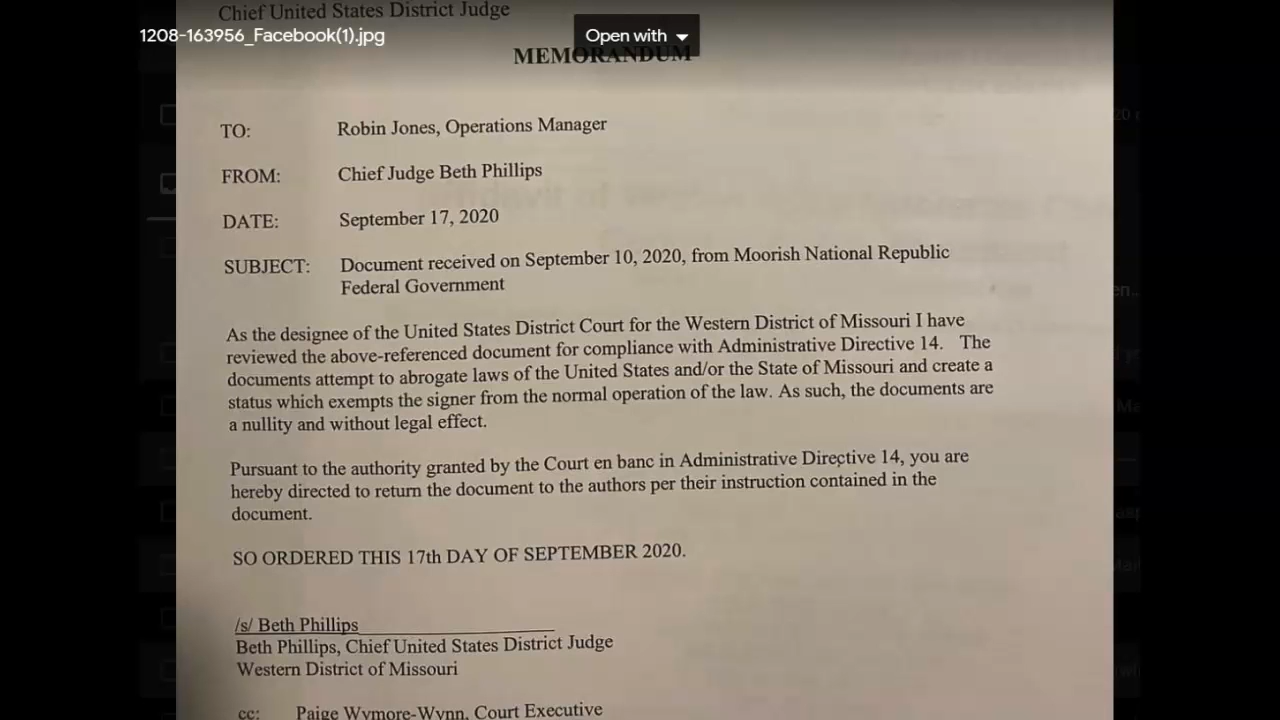 Chief United States District Judge
1208-163956_Facebook(1).jpg
Open with
MEMORANDUM
TO: Robin Jones, Operations Manager
FROM: Chief Judge Beth Phillips
DATE: September 17, 2020
SUBJECT: Document received on September 10, 2020, from Moorish National Republic
Federal Government
As the designee of the United States District Court for the Western District of Missouri I have
reviewed the above-referenced document for compliance with Administrative Directive 14. The
documents attempt to abrogate laws of the United States and/or the State of Missouri and create a
status which exempts the signer from the normal operation of the law. As such, the documents are
a nullity and without legal effect.
Pursuant to the authority granted by the Court en banc in Administrative Directive 14, you are
hereby directed to return the document to the authors per their instruction contained in the
document.
SO ORDERED THIS 17th DAY OF SEPTEMBER 2020.
/s/ Beth Phillips
Beth Phillips, Chief United States District Judge
Western District of Missouri
cc: Paige Wymore-Wynn, Court Executive